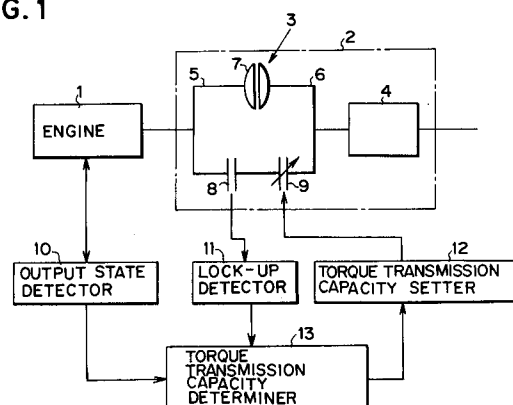 G. 1
3
2
7
5
6
1
ENGINE
4
8
9
10
11
12
OUTPUT STATE
DETECTOR
LOCK-UP
DETECTOR
TORQUE TRANSMISSION
CAPACITY SETTER
13
TORQUE
TRANSMISSION
CAPACITY
DETERMINER